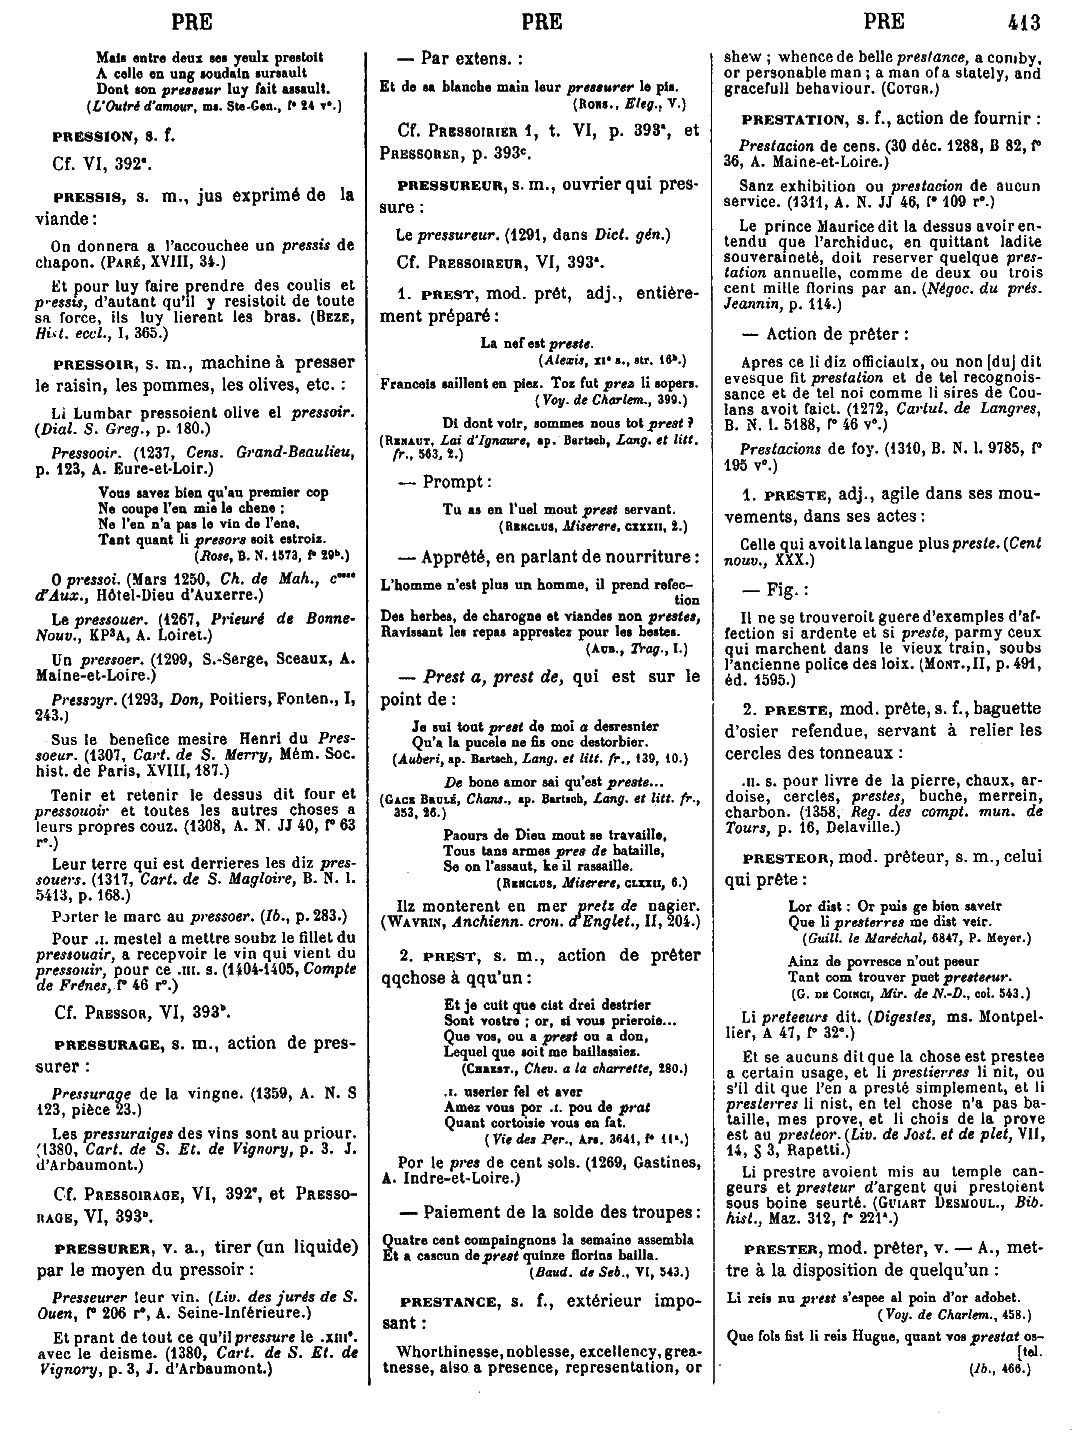 PRE PRE PRE 413
Mais entre deux ses yeulx prestoit
A celle en ung soudain sursault
Dont son presseur luy fait assault.
(L'Outré d'amour, ms. Ste-Gen., f° 24 v°.)
PRESSION, s. f.
Cf. VI, 392ª.
PRESSIS, s. m., jus exprimé de la
viande :
On donnera a l'accouchee un pressis de
chapon. (PARÉ, XVIII, 34.)
Et pour luy faire prendre des coulis et
pressis, d'autant qu'il y resistoit de toute
sa force, ils luy lierent les bras. (BEZE,
Hist. eccl., I, 365.)
PRESSOIR, s. m., machine à presser
le raisin, les pommes, les olives, etc. :
Li Lumbar pressoient olive el pressoir.
(Dial. S. Greg., p. 180.)
Pressooir. (1237, Cens. Grand-Beaulieu,
p. 123, A. Eure-et-Loir.)
Vous savez bien qu'au premier cop
Ne coupe l'en mie le chene ;
Ne l'en n'a pas le vin de l'ene,
Tant quant li presors soit estroiz.
(Rose, B. N. 1573, f° 29ᵇ.)
O pressoi. (Mars 1250, Ch. de Mah.,
d'Aux., Hôtel-Dieu d'Auxerre.)
Le pressouer. (1267, Prieuré de Bonne-
Nouv., KP³A, A. Loiret.)
Un pressoer. (1299, S.-Serge, Sceaux, A.
Maine-et-Loire.)
Pressoyr. (1293, Don, Poitiers, Fonten., I,
243.)
Sus le benefice mesire Henri du Pres-
soeur. (1307, Cart. de S. Merry, Mém. Soc.
hist. de Paris, XVIII, 187.)
Tenir et retenir le dessus dit four et
pressouoir et toutes les autres choses a
leurs propres couz. (1308, A. N. JJ 40, f° 63
r°.)
Leur terre qui est derrieres les diz pres-
souers. (1317, Cart. de S. Magloire, B. N. l.
5413, p. 168.)
Porter le marc au pressoer. (Ib., p. 283.)
Pour .I. mestel a mettre soubz le fillet du
pressouair, a recepvoir le vin qui vient du
pressouir, pour ce .III. s. (1404-1405, Compte
de Frénes, f° 46 r°.)
Cf. PRESSOR, VI, 393ᵇ.
PRESSURAGE, s. m., action de pres-
surer :
Pressurage de la vingne. (1359, A. N. S
123, pièce 23.)
Les pressuraiges des vins sont au priour.
(1380, Cart. de S. Et. de Vignory, p. 3. J.
d'Arbaumont.)
Cf. PRESSOIRAGE, VI, 392ᶜ, et PRESSO-
RAGE, VI, 393ᵇ.
PRESSURER, v. a., tirer (un liquide)
par le moyen du pressoir :
Presseurer leur vin. (Liv. des jurés de S.
Ouen, f° 206 r°, A. Seine-Inférieure.)
Et prant de tout ce qu'il pressure le .XIIIᵉ.
avec le deisme. (1380, Cart. de S. Et. de
Vignory, p. 3, J. d'Arbaumont.)
— Par extens. :
Et de sa blanche main leur pressurer le pis.
(RONS., Eleg., V.)
Cf. PRESSOIRIER 1, t. VI, p. 393ª, et
PRESSORER, p. 393ᶜ.
PRESSUREUR, s. m., ouvrier qui pres-
sure :
Le pressureur. (1291, dans Dict. gén.)
Cf. PRESSOIREUR, VI, 393ª.
1. PREST, mod. prêt, adj., entière-
ment préparé :
La nef est preste.
(Alexis, XIᵉ s., str. 16ᵇ.)
Franceis saillent en piez. Toz fut prez li sopers.
(Voy. de Charlem., 399.)
Di dont voir, sommes nous tot prest ?
(RENAUT, Lai d'Ignaure, ap. Bartsch, Lang. et litt.
fr., 563, 2.)
— Prompt :
Tu as en l'uel mout prest servant.
(RENCLUS, Miserere, CXXXII, 2.)
— Apprêté, en parlant de nourriture :
L'homme n'est plus un homme, il prend refec-
tion
Des herbes, de charogne et viandes non prestes,
Ravissant les repas apprestez pour les bestes.
(AUB., Trag., I.)
— Prest a, prest de, qui est sur le
point de :
Je sui tout prest de moi a desresnier
Qu'a la pucele ne fis onc destorbier.
(Auberi, ap. Bartsch, Lang. et litt. fr., 139, 10.)
De bone amor sai qu'est preste...
(GACE BRULÉ, Chans., ap. Bartsch, Lang. et litt. fr.,
353, 26.)
Paours de Dieu mout se travaille,
Tous tans armes pres de bataille,
Se on l'assaut, ke il rassaille.
(RENCLUS, Miserere, CLXXII, 6.)
Ilz monterent en mer pretz de nagier.
(WAVRIN, Anchienn. cron. d'Englet., II, 204.)
2. PREST, s. m., action de prêter
qqchose à qqu'un :
Et je cuit que cist drei destrier
Sont vostre ; or, si vous prieroie...
Que vos, ou a prest ou a don,
Lequel que soit me baillassiez.
(CHREST., Chev. a la charrette, 280.)
.I. userier fel et aver
Amez vous por .I. pou de prat
Quant cortoisie vous en fat.
(Vie des Per., Ars. 3641, f° 11ª.)
Por le pres de cent sols. (1269, Gastines,
A. Indre-et-Loire.)
— Paiement de la solde des troupes :
Quatre cent compaingnons la semaine assembla
Et a cascun de prest quinze florins bailla.
(Baud. de Seb., VI, 543.)
PRESTANCE, s. f., extérieur impo-
sant :
Whorthinesse, noblesse, excellency, grea-
tnesse, also a presence, representation, or
shew ; whence de belle prestance, a comby,
or personable man ; a man of a stately, and
gracefull behaviour. (COTGR.)
PRESTATION, s. f., action de fournir :
Prestacion de cens. (30 déc. 1288, B 82, f°
36, A. Maine-et-Loire.)
Sanz exhibition ou prestacion de aucun
service. (1311, A. N. JJ 46, f° 109 r°.)
Le prince Maurice dit la dessus avoir en-
tendu que l'archiduc, en quittant ladite
souveraineté, doit reserver quelque pres-
tation annuelle, comme de deux ou trois
cent mille florins par an. (Négoc. du prés.
Jeannin, p. 114.)
— Action de prêter :
Apres ce li diz officiaulx, ou non [du] dit
evesque fit prestation et de tel recognois-
sance et de tel noi comme li sires de Cou-
lans avoit faict. (1272, Cartul. de Langres,
B. N. l. 5188, f° 46 v°.)
Prestacions de foy. (1310, B. N. l. 9785, f°
195 v°.)
1. PRESTE, adj., agile dans ses mou-
vements, dans ses actes :
Celle qui avoit la langue plus preste. (Cent
nouv., XXX.)
— Fig. :
Il ne se trouveroit guere d'exemples d'af-
fection si ardente et si preste, parmy ceux
qui marchent dans le vieux train, soubs
l'ancienne police des loix. (MONT., II, p. 491,
éd. 1595.)
2. PRESTE, mod. prête, s. f., baguette
d'osier refendue, servant à relier les
cercles des tonneaux :
.II. s. pour livre de la pierre, chaux, ar-
doise, cercles, prestes, buche, merrein,
charbon. (1358, Reg. des compt. mun. de
Tours, p. 16, Delaville.)
PRESTEOR, mod. prêteur, s. m., celui
qui prête :
Lor dist : Or puis ge bien saveir
Que li presterres me dist veir.
(Guill. le Maréchal, 6847, P. Meyer.)
Ainz de povresce n'out peeur
Tant com trouver puet presteeur.
(G. DE COINCI, Mir. de N.-D., col. 543.)
Li preteeurs dit. (Digestes, ms. Montpel-
lier, A 47, f° 32ᶜ.)
Et se aucuns dit que la chose est prestee
a certain usage, et li prestierres li nit, ou
s'il dit que l'en a presté simplement, et li
presterres li nist, en tel chose n'a pas ba-
taille, mes prove, et li chois de la prove
est au presteor. (Liv. de Jost. et de plet, VII,
14, § 3, Rapetti.)
Li prestre avoient mis au temple can-
geurs et presteur d'argent qui prestoient
sous boine seurté. (GUIART DESMOUL., Bib.
hist., Maz. 312, f° 221ª.)
PRESTER, mod. prêter, v. — A., met-
tre à la disposition de quelqu'un :
Li reis nu prest s'espee al poin d'or adobet.
(Voy. de Charlem., 458.)
Que fols fist li reis Hugue, quant vos prestat os-
[tel.
(Ib., 466.)